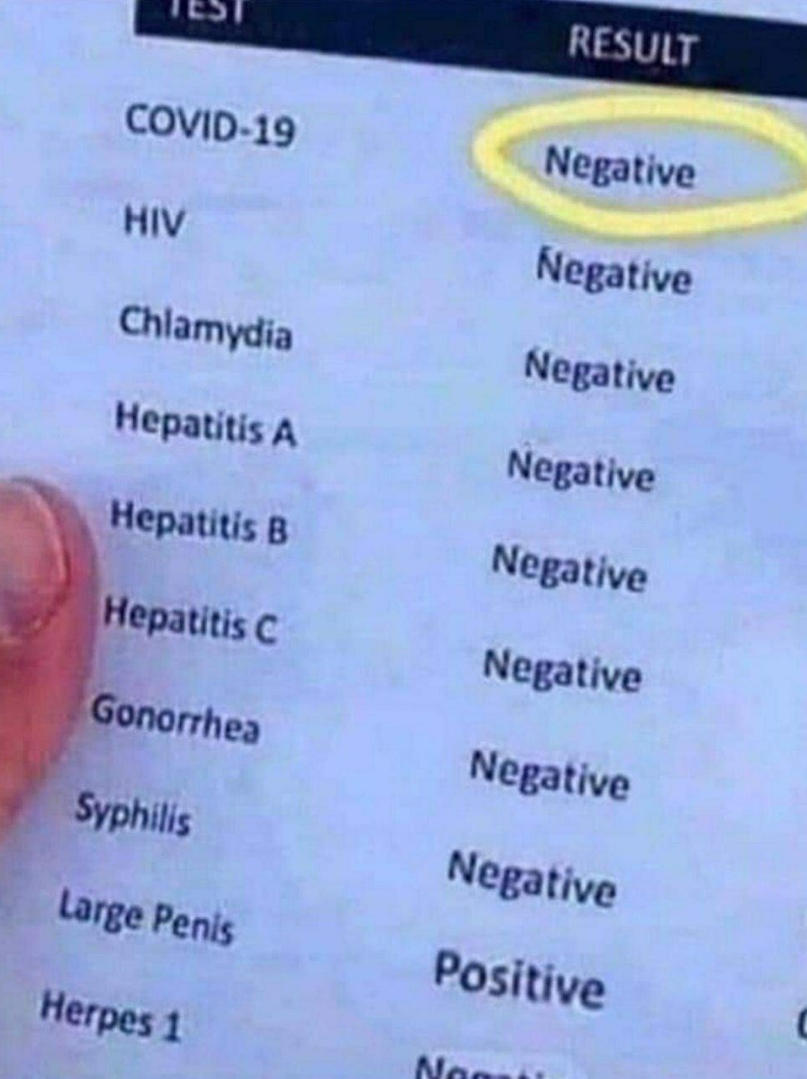 TEST RESULT
COVID-19 Negative
HIV Negative
Chlamydia Negative
Hepatitis A Negative
Hepatitis B Negative
Hepatitis C Negative
Gonorrhea Negative
Syphilis Negative
Large Penis Positive
Herpes 1